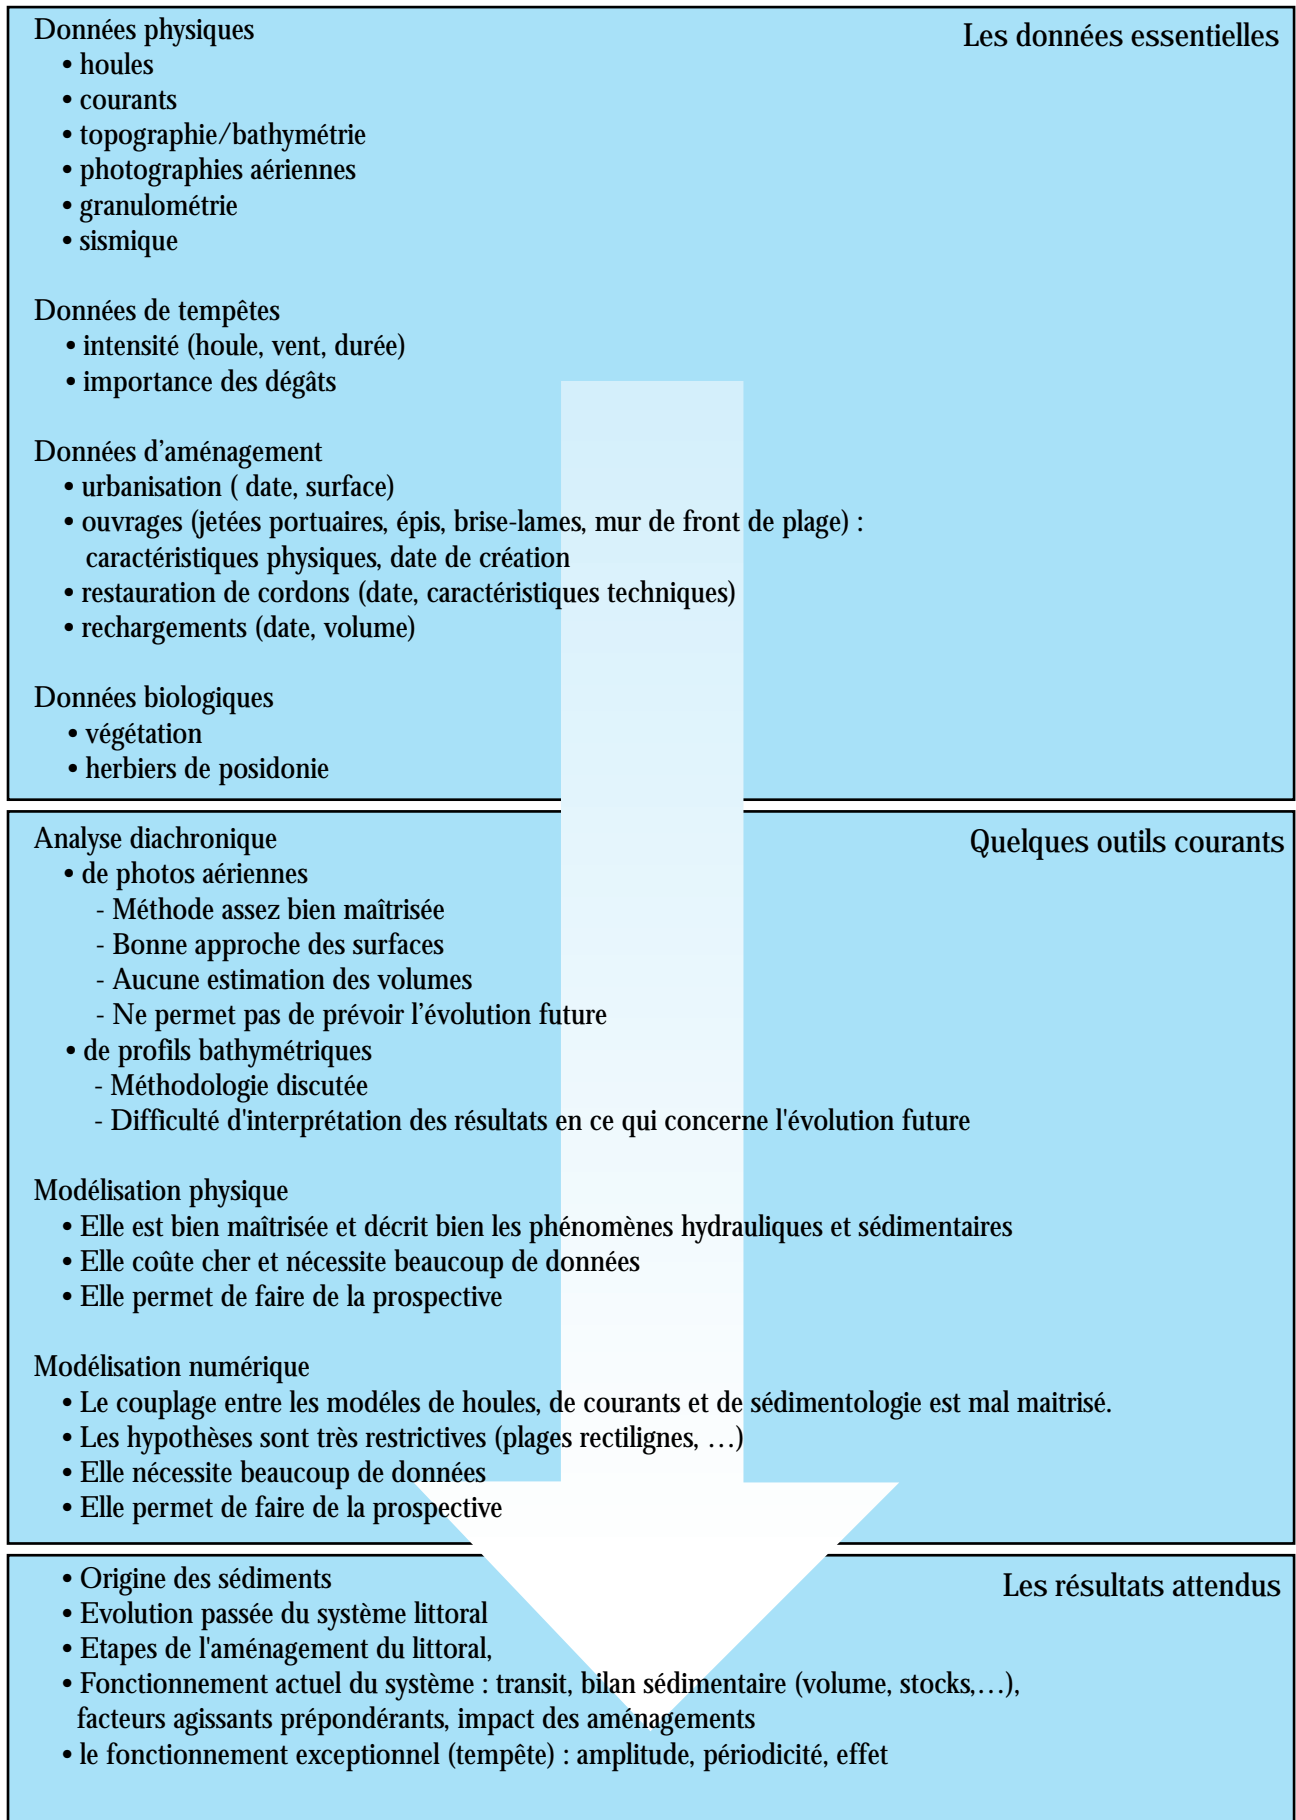 Les données essentielles
Données physiques
• houles
• courants
• topographie/bathymétrie
• photographies aériennes
• granulométrie
• sismique
Données de tempêtes
• intensité (houle, vent, durée)
• importance des dégâts
Données d’aménagement
• urbanisation ( date, surface)
• ouvrages (jetées portuaires, épis, brise-lames, mur de front de plage) :
caractéristiques physiques, date de création
• restauration de cordons (date, caractéristiques techniques)
• rechargements (date, volume)
Données biologiques
• végétation
• herbiers de posidonie
Quelques outils courants
Analyse diachronique
• de photos aériennes
- Méthode assez bien maîtrisée
- Bonne approche des surfaces
- Aucune estimation des volumes
- Ne permet pas de prévoir l’évolution future
• de profils bathymétriques
- Méthodologie discutée
- Difficulté d'interprétation des résultats en ce qui concerne l'évolution future
Modélisation physique
• Elle est bien maîtrisée et décrit bien les phénomènes hydrauliques et sédimentaires
• Elle coûte cher et nécessite beaucoup de données
• Elle permet de faire de la prospective
Modélisation numérique
• Le couplage entre les modéles de houles, de courants et de sédimentologie est mal maitrisé.
• Les hypothèses sont très restrictives (plages rectilignes, …)
• Elle nécessite beaucoup de données
• Elle permet de faire de la prospective
Les résultats attendus
• Origine des sédiments
• Evolution passée du système littoral
• Etapes de l'aménagement du littoral,
• Fonctionnement actuel du système : transit, bilan sédimentaire (volume, stocks,…),
facteurs agissants prépondérants, impact des aménagements
• le fonctionnement exceptionnel (tempête) : amplitude, périodicité, effet